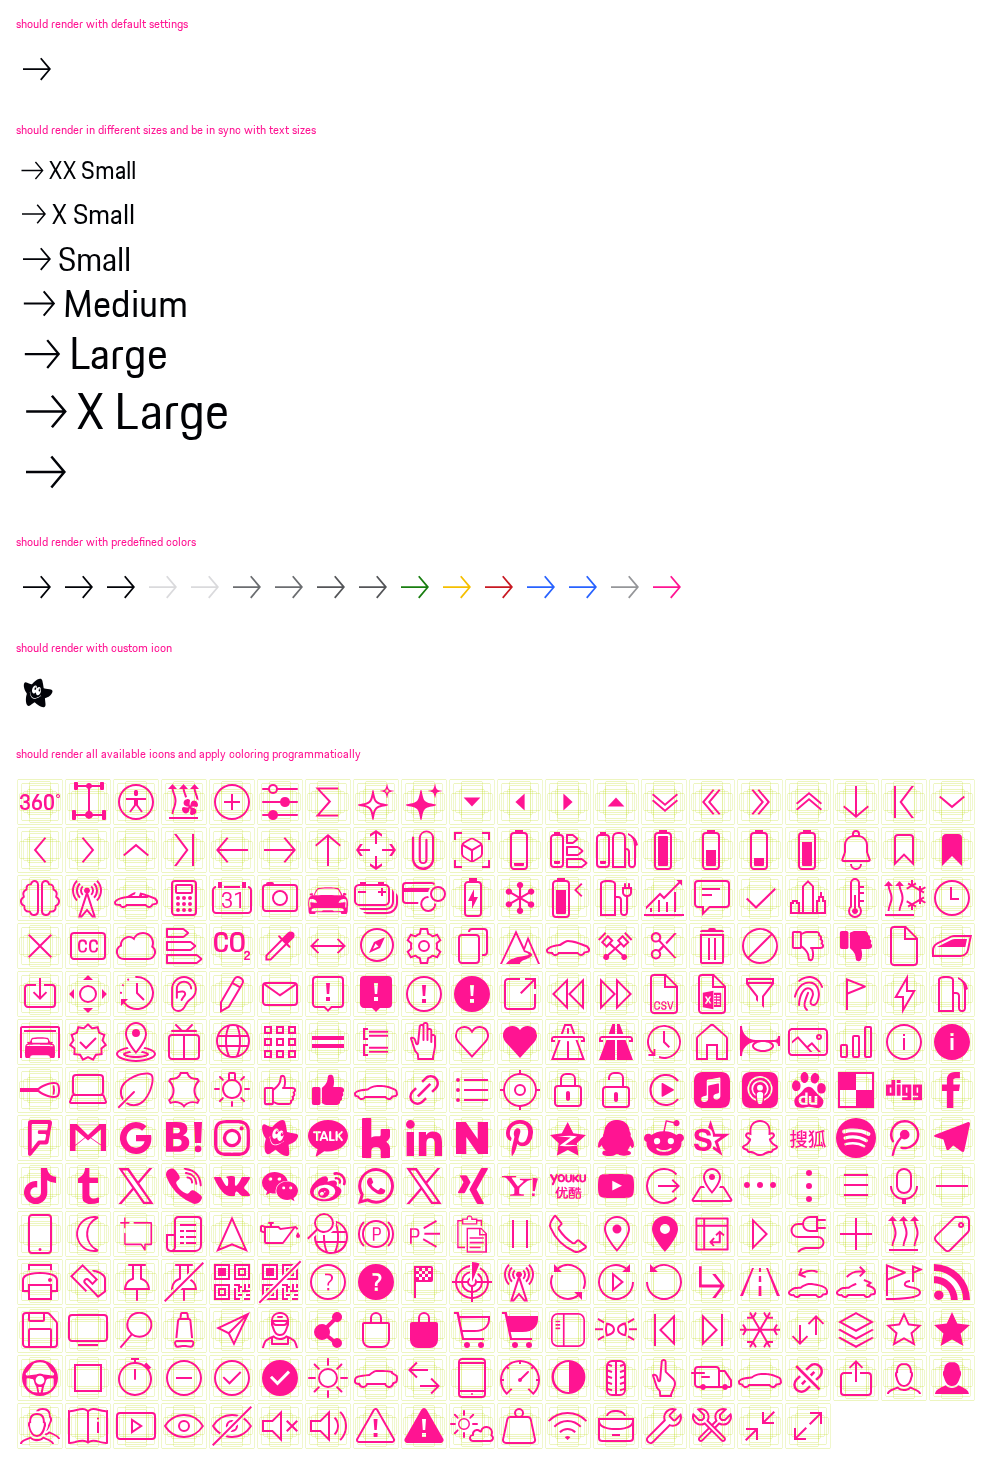 should render with default settings
should render in different sizes and be in sync with text sizes
XX Small
X Small
Small
Medium
Large
X Large
should render with predefined colors
should render with custom icon
should render all available icons and apply coloring programmatically
360°
31
CC
CO2
CSV
X
du
digg
TALK
搜狐
Y!
YOUKU
优酷
P
P